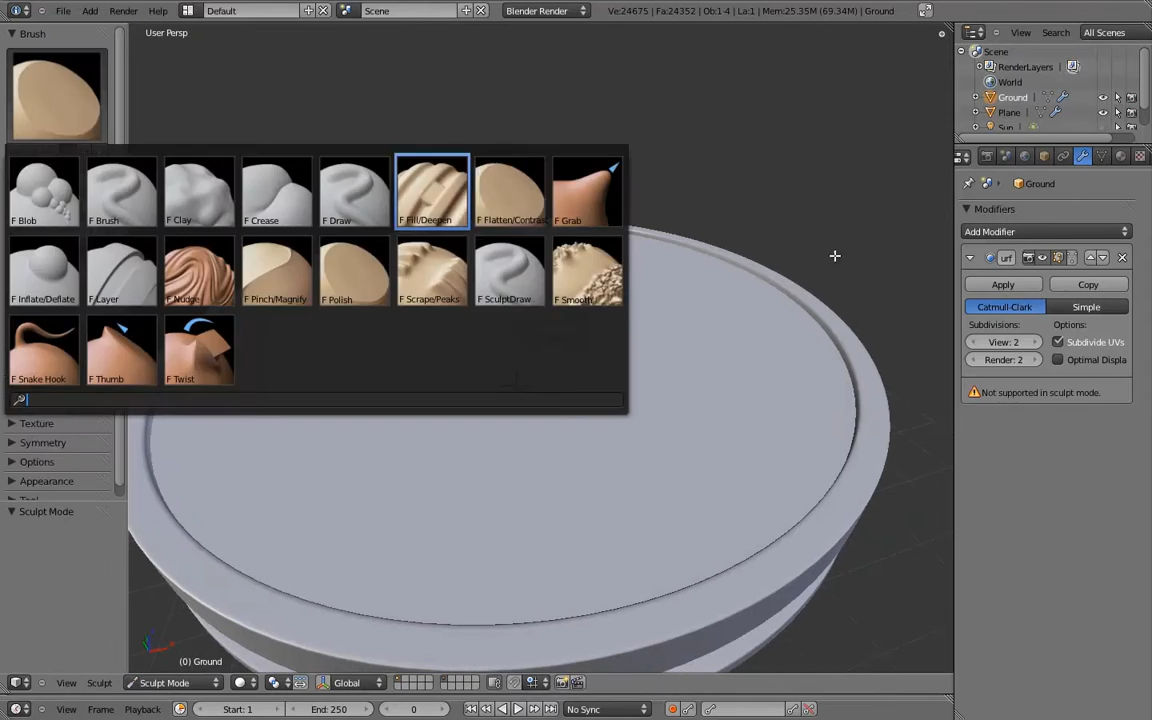 File Add Render Help Default Scene Blender Render Ve:24675 | Fa:24352 | Ob:1-4 | La:1 | Mem:25.35M (69.34M) | Ground
Brush
User Persp
View Search All Scenes
Scene
RenderLayers
World
Ground
Plane
Sun
F Blob F Brush F Clay F Crease F Draw F Fill/Deepen F Flatten/Contras F Grab
F Inflate/Deflate F Layer F Nudge F Pinch/Magnify F Polish F Scrape/Peaks F SculptDraw F Smooth
F Snake Hook F Thumb F Twist
Ground
Modifiers
Add Modifier
urf
Apply Copy
Catmull-Clark Simple
Subdivisions: Options:
View: 2 Subdivide UVs
Render: 2 Optimal Displa
Not supported in sculpt mode.
Texture
Symmetry
Options
Appearance
Tool
Sculpt Mode
(0) Ground
View Sculpt Sculpt Mode Global
View Frame Playback Start: 1 End: 250 0 No Sync